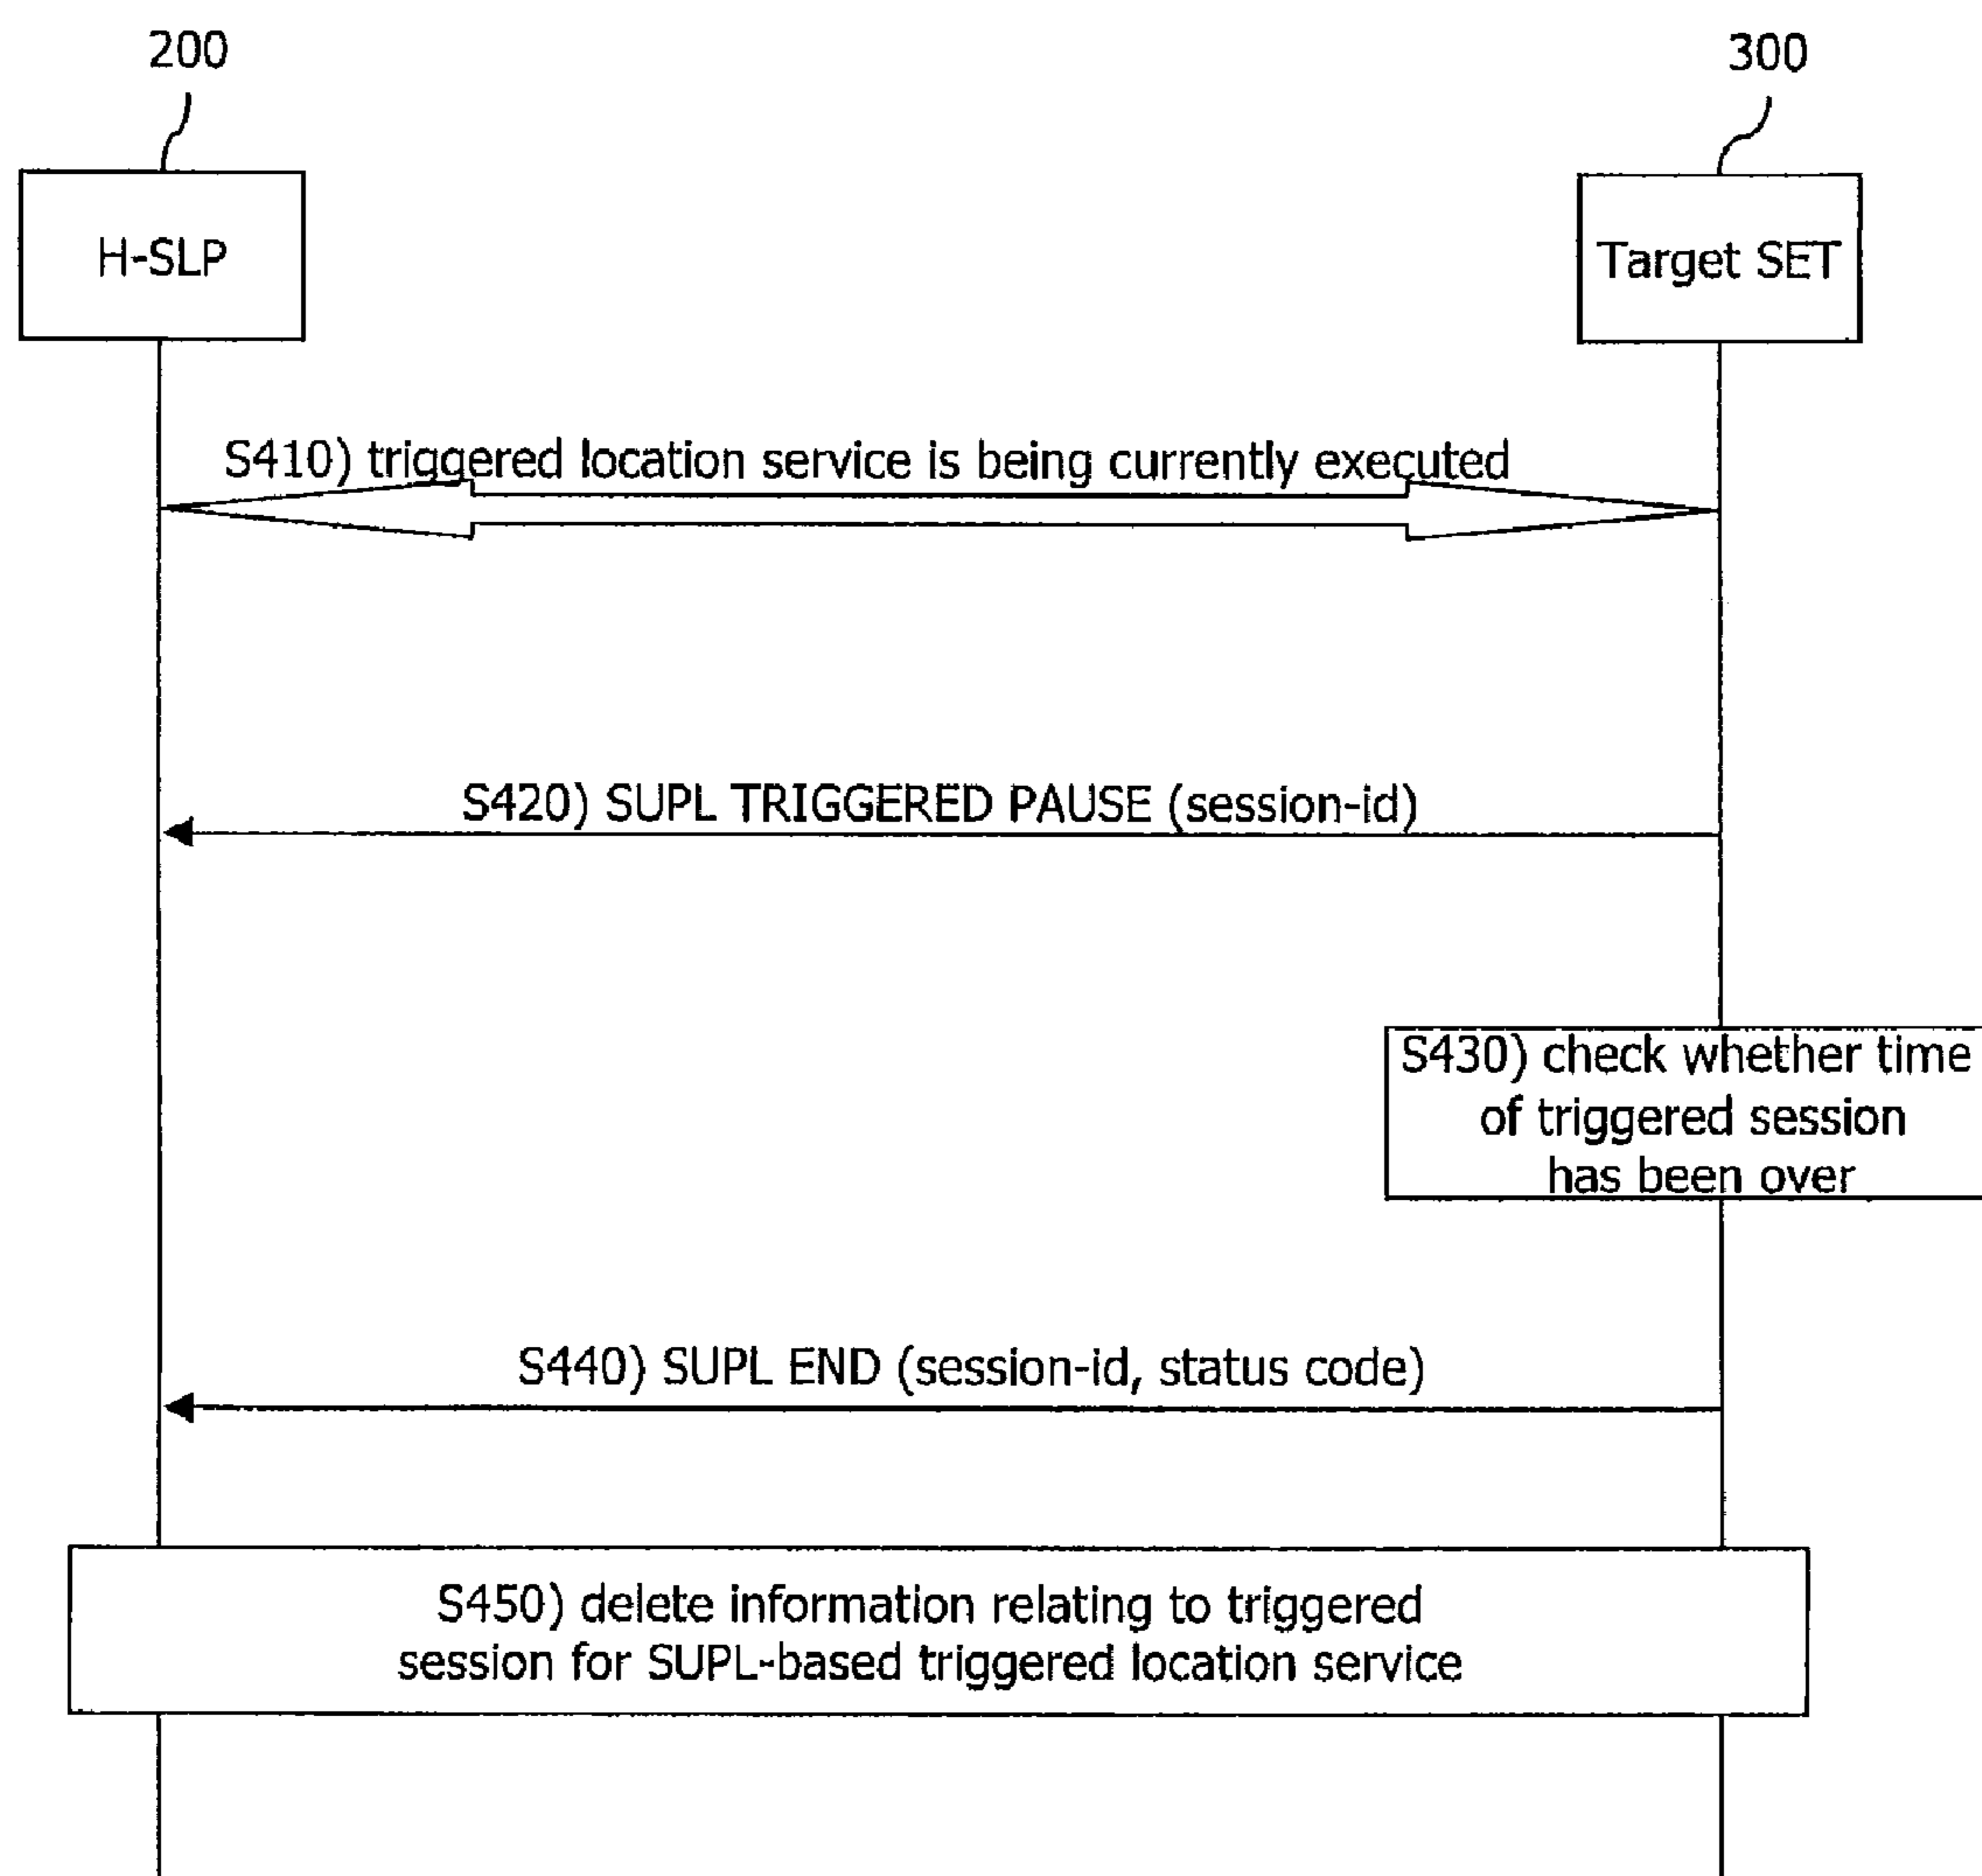 200
300
H-SLP
Target SET
S410) triggered location service is being currently executed
S420) SUPL TRIGGERED PAUSE (session-id)
S430) check whether time
of triggered session
has been over
S440) SUPL END (session-id, status code)
S450) delete information relating to triggered
session for SUPL-based triggered location service